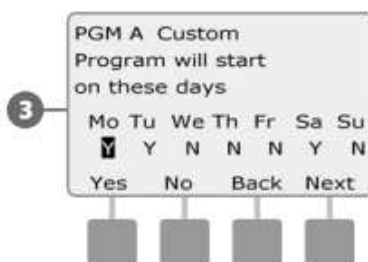 PGM A Custom
Program will start
on these days
3
Mo Tu We Th Fr Sa Su
Y Y N N N Y N
Yes No Back Next